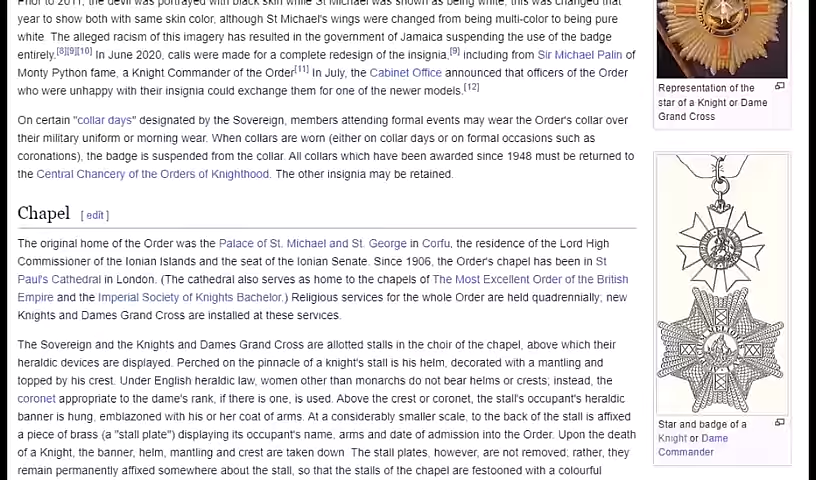 Prior to 2011, the devil was portrayed with black skin while St Michael was shown as being white; this was changed that
year to show both with same skin color, although St Michael's wings were changed from being multi-color to being pure
white The alleged racism of this imagery has resulted in the government of Jamaica suspending the use of the badge
entirely.[8][9][10] In June 2020, calls were made for a complete redesign of the insignia,[9] including from Sir Michael Palin of
Monty Python fame, a Knight Commander of the Order[11] In July, the Cabinet Office announced that officers of the Order
who were unhappy with their insignia could exchange them for one of the newer models.[12]
On certain "collar days" designated by the Sovereign, members attending formal events may wear the Order's collar over
their military uniform or morning wear. When collars are worn (either on collar days or on formal occasions such as
coronations), the badge is suspended from the collar. All collars which have been awarded since 1948 must be returned to
the Central Chancery of the Orders of Knighthood. The other insignia may be retained.
Chapel [ edit ]
The original home of the Order was the Palace of St. Michael and St. George in Corfu, the residence of the Lord High
Commissioner of the Ionian Islands and the seat of the Ionian Senate. Since 1906, the Order's chapel has been in St
Paul's Cathedral in London. (The cathedral also serves as home to the chapels of The Most Excellent Order of the British
Empire and the Imperial Society of Knights Bachelor.) Religious services for the whole Order are held quadrennially; new
Knights and Dames Grand Cross are installed at these services.
The Sovereign and the Knights and Dames Grand Cross are allotted stalls in the choir of the chapel, above which their
heraldic devices are displayed. Perched on the pinnacle of a knight's stall is his helm, decorated with a mantling and
topped by his crest. Under English heraldic law, women other than monarchs do not bear helms or crests; instead, the
coronet appropriate to the dame's rank, if there is one, is used. Above the crest or coronet, the stall's occupant's heraldic
banner is hung, emblazoned with his or her coat of arms. At a considerably smaller scale, to the back of the stall is affixed
a piece of brass (a "stall plate") displaying its occupant's name, arms and date of admission into the Order. Upon the death
of a Knight, the banner, helm, mantling and crest are taken down The stall plates, however, are not removed; rather, they
remain permanently affixed somewhere about the stall, so that the stalls of the chapel are festooned with a colourful
Representation of the
star of a Knight or Dame
Grand Cross
Star and badge of a
Knight or Dame
Commander